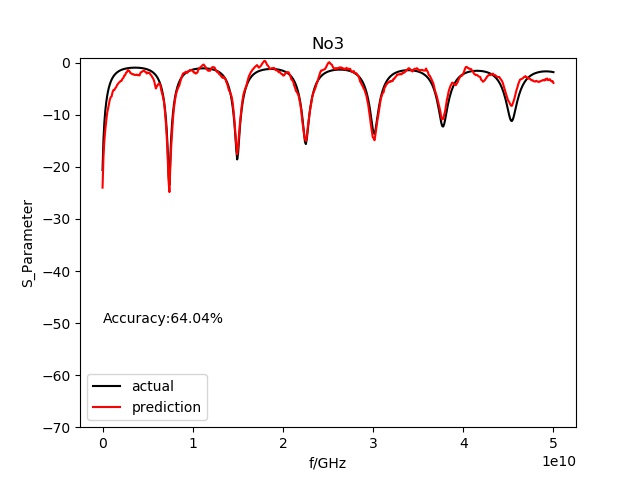 No3
0
−10
−20
−30
−40
−50
−60
−70
S_Parameter
Accuracy:64.04%
actual
prediction
0 1 2 3 4 5
1e10
f/GHz